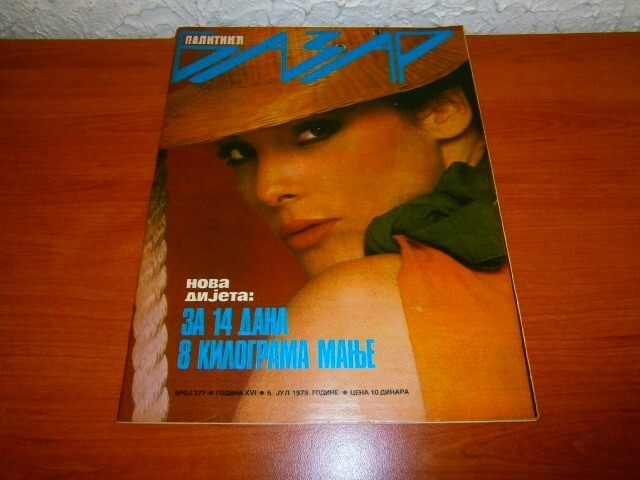 ПОЛИТИКА
БАЗАР
нова
дијета:
ЗА 14 ДАНА
8 КИЛОГРАМА МАЊЕ
БРОЈ 377 • ГОДИНА XVI • 5. ЈУЛ 1979. ГОДИНЕ • ЦЕНА 10 ДИНАРА